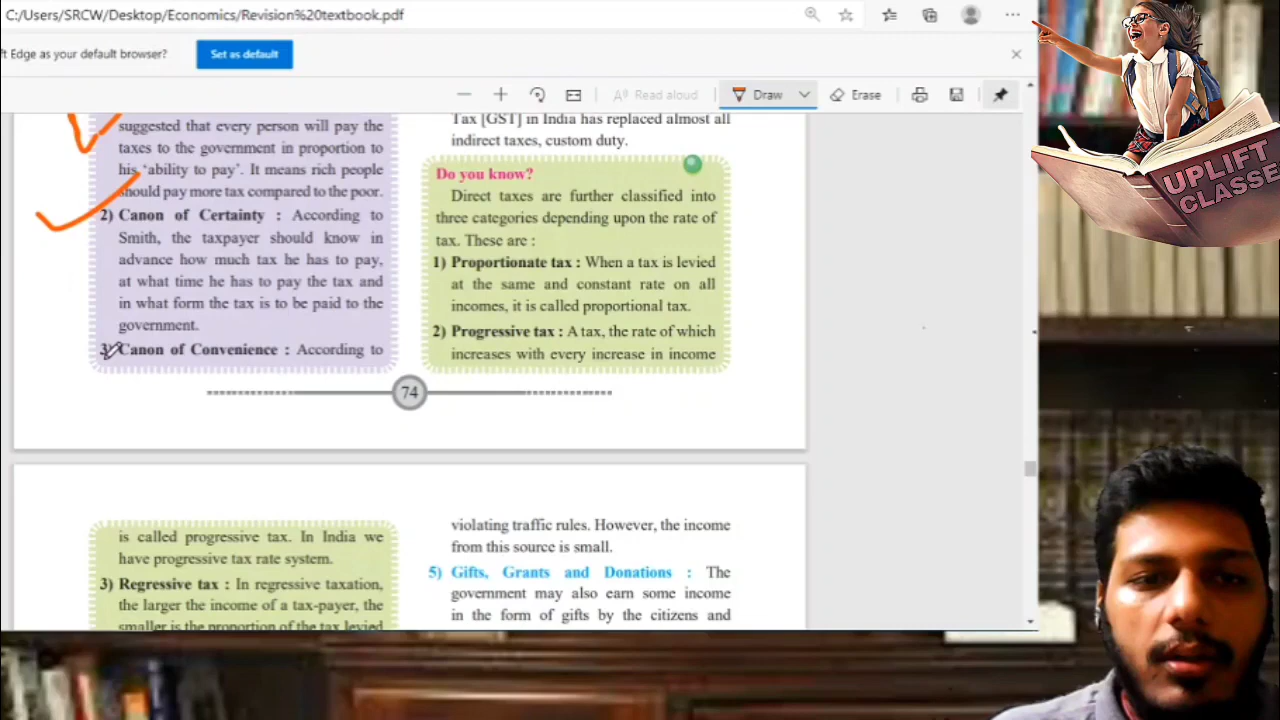 C:/Users/SRCW/Desktop/Economics/Revision%20textbook.pdf
ft Edge as your default browser?
Set as default
Read aloud
Draw
Erase
suggested that every person will pay the
taxes to the government in proportion to
his 'ability to pay'. It means rich people
should pay more tax compared to the poor.
2) Canon of Certainty : According to
Smith, the taxpayer should know in
advance how much tax he has to pay,
at what time he has to pay the tax and
in what form the tax is to be paid to the
government.
3) Canon of Convenience : According to
Tax [GST] in India has replaced almost all
indirect taxes, custom duty.
Do you know?
Direct taxes are further classified into
three categories depending upon the rate of
tax. These are :
1) Proportionate tax : When a tax is levied
at the same and constant rate on all
incomes, it is called proportional tax.
2) Progressive tax : A tax, the rate of which
increases with every increase in income
74
is called progressive tax. In India we
have progressive tax rate system.
3) Regressive tax : In regressive taxation,
the larger the income of a tax-payer, the
smaller is the proportion of the tax levied
violating traffic rules. However, the income
from this source is small.
5) Gifts, Grants and Donations : The
government may also earn some income
in the form of gifts by the citizens and
UPLIFT
CLASSE